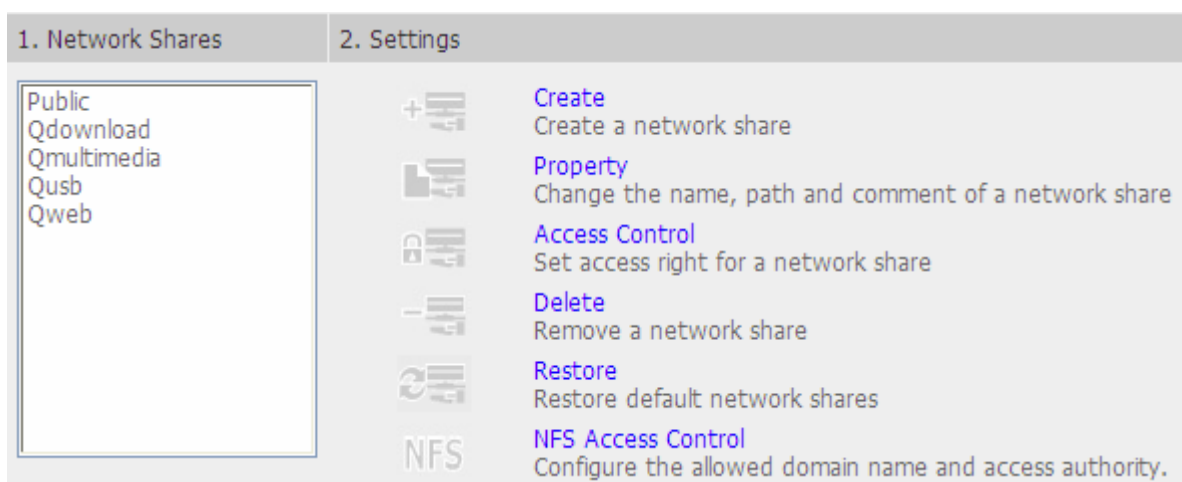 1. Network Shares
2. Settings
Public
Qdownload
Qmultimedia
Qusb
Qweb
Create
Create a network share
Property
Change the name, path and comment of a network share
Access Control
Set access right for a network share
Delete
Remove a network share
Restore
Restore default network shares
NFS
NFS Access Control
Configure the allowed domain name and access authority.